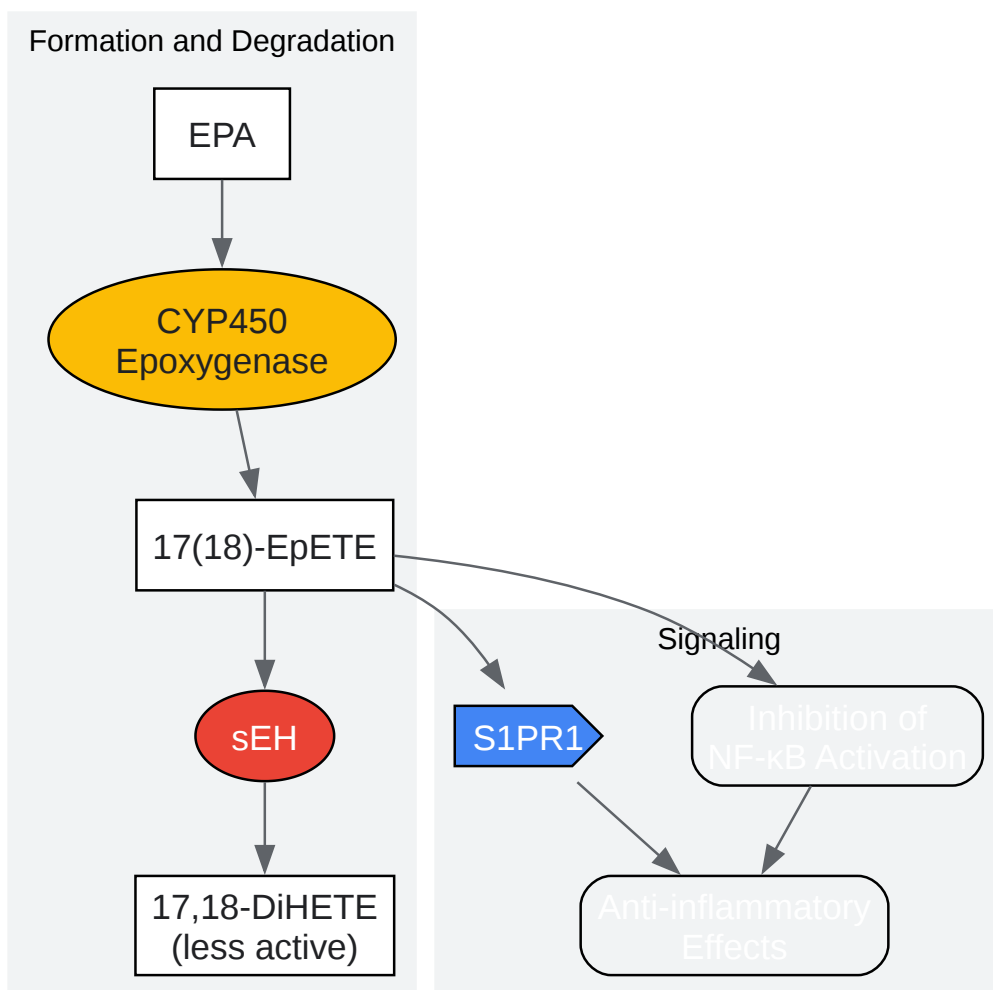 Formation and Degradation
EPA
CYP450
Epoxygenase
17(18)-EpETE
sEH
17,18-DiHETE
(less active)
Signaling
S1PR1
Inhibition of
NF-κB Activation
Anti-inflammatory
Effects